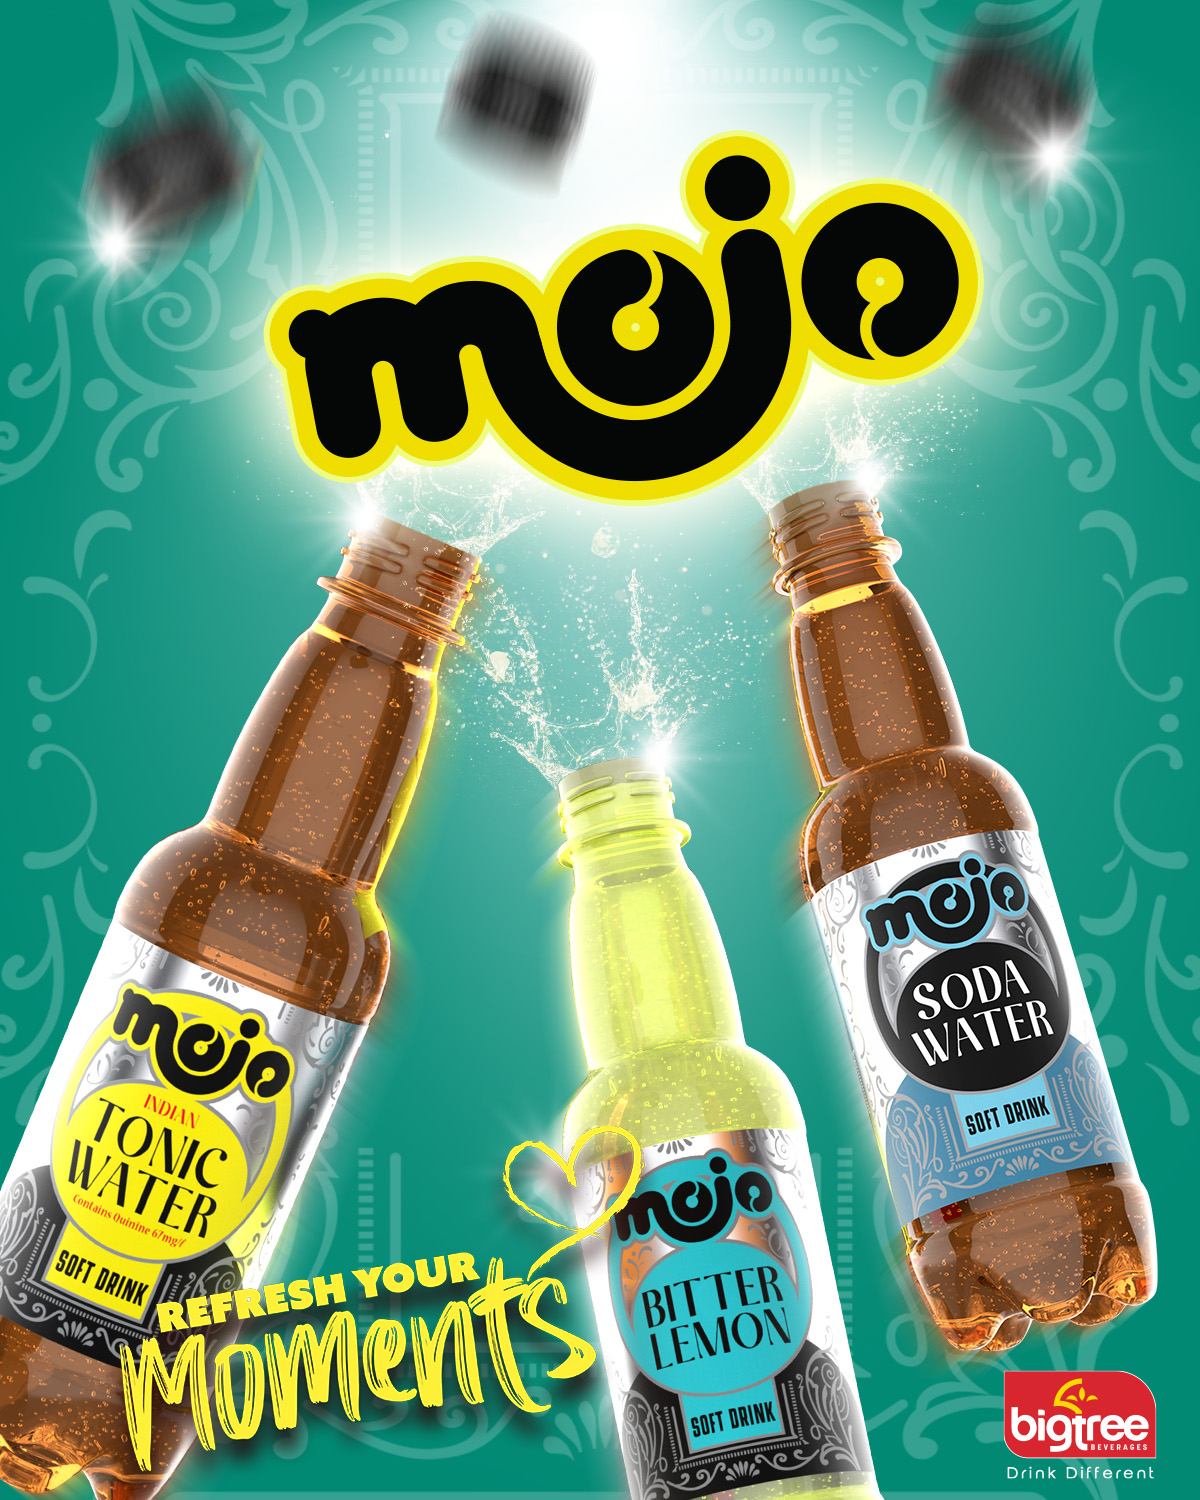 mojo
mojo
SODA
WATER
SOFT DRINK
mojo
INDIAN
TONIC
WATER
Contains Quinine 67mg/l
SOFT DRINK
mojo
BITTER
LEMON
SOFT DRINK
REFRESH YOUR
Moments
bigtree
BEVERAGES
Drink Different